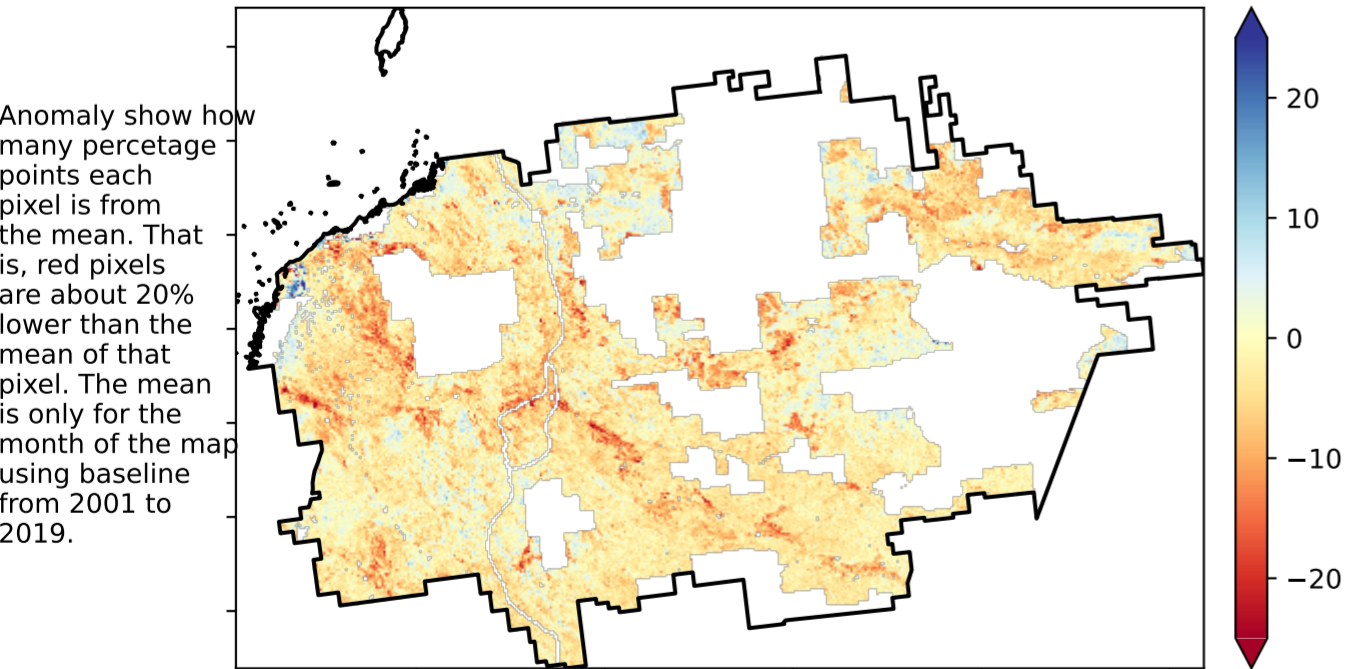 Anomaly show how
many percetage
points each
pixel is from
the mean. That
is, red pixels
are about 20%
lower than the
mean of that
pixel. The mean
is only for the
month of the map
using baseline
from 2001 to
2019.
20
10
0
−10
−20